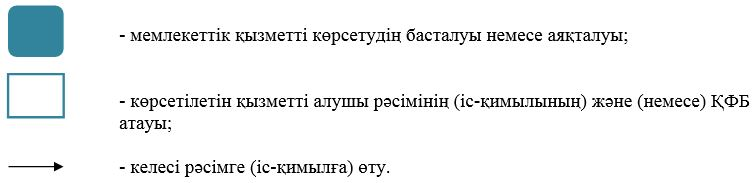 - мемлекеттік қызметті көрсетудің басталуы немесе аяқталуы;
- көрсетілетін қызметті алушы рәсімінің (іс-қимылының) және (немесе) ҚФБ
атауы;
- келесі рәсімге (іс-қимылға) өту.